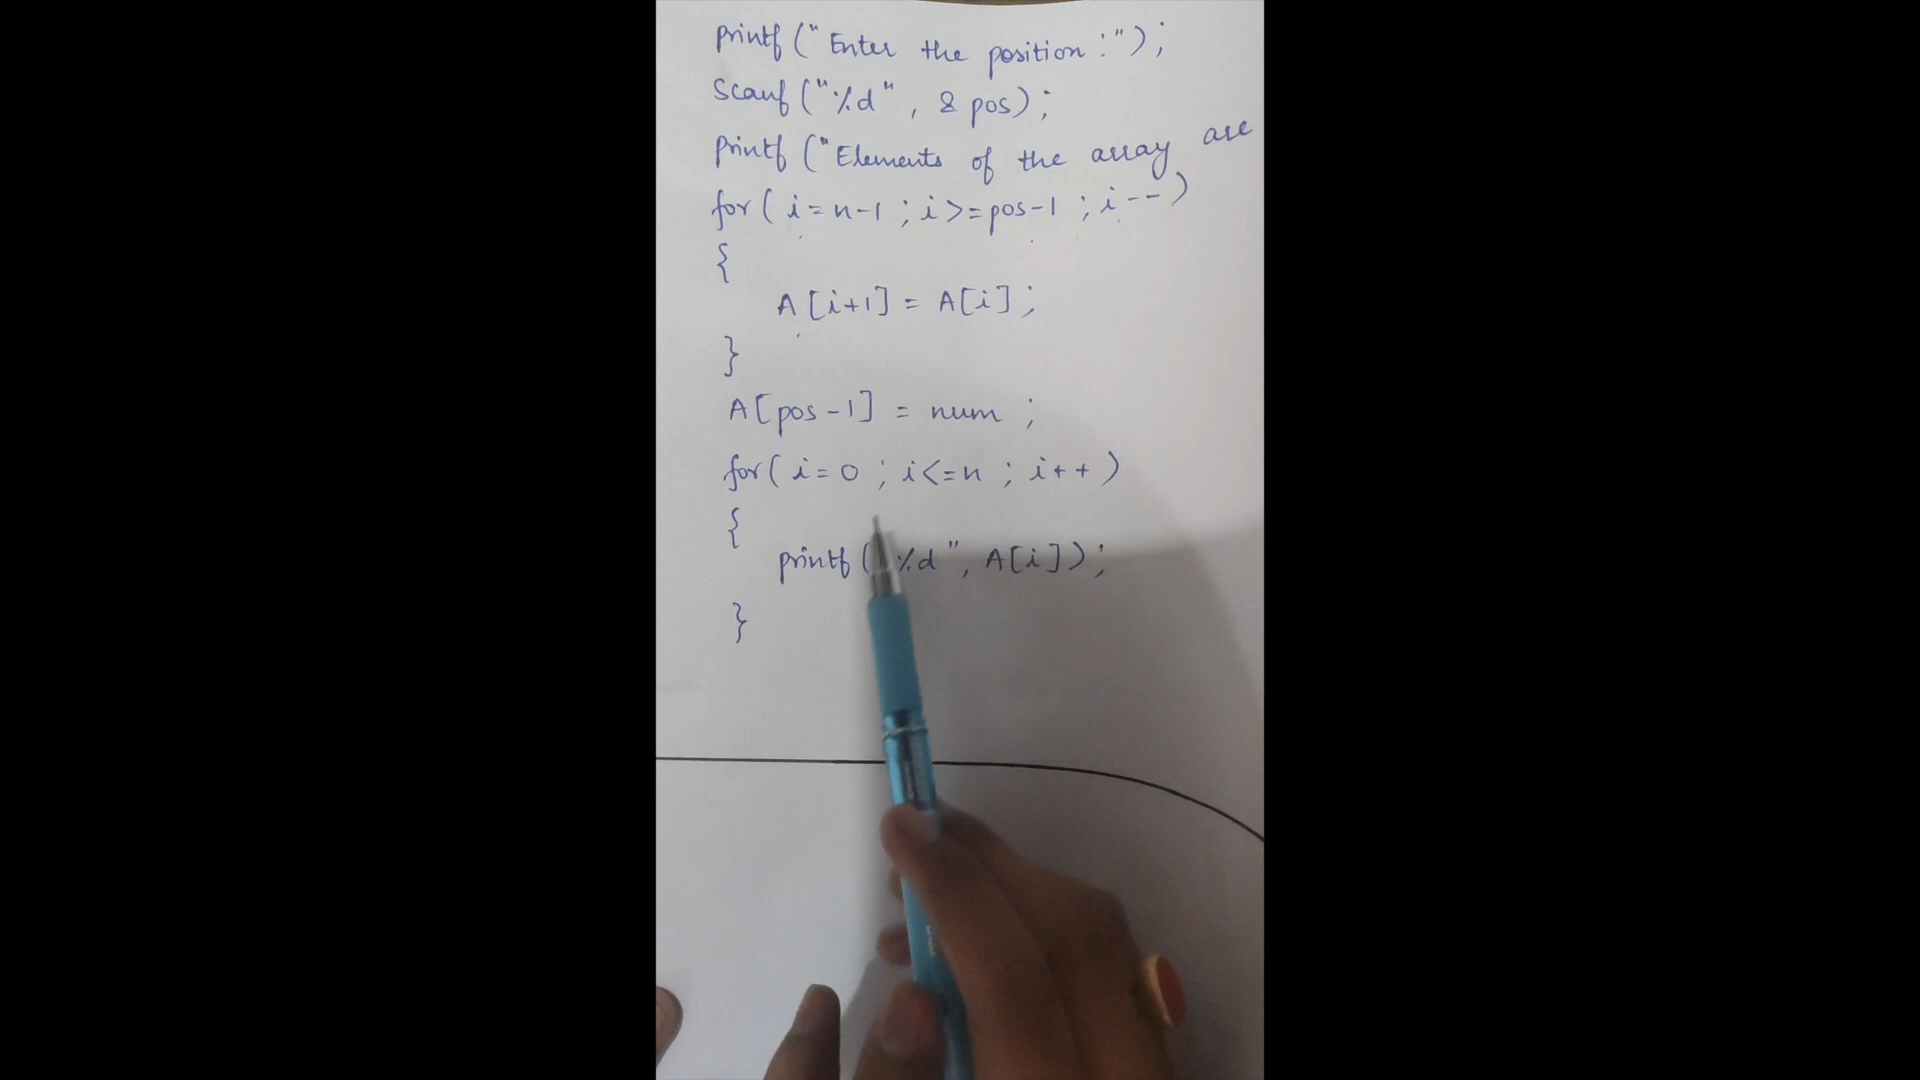 printf ("Enter the position :");
Scanf ("%d" , & pos) ;
Printf ("Elements of the array are
for ( i = n-1 ; i >= pos-1 ; i-- )
{
A [i+1] = A[i] ;
}
A [pos-1] = num ;
for ( i = 0 ; i <= n ; i++ )
{
printf ( %d", A[i]) ;
}